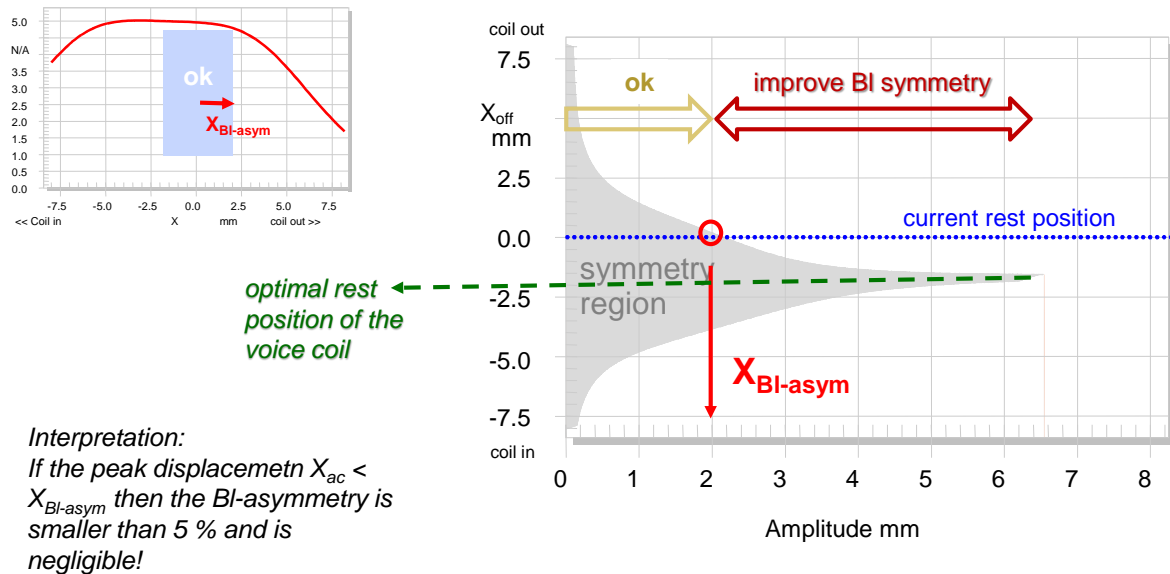 5.0
N/A
3.5
3.0
2.5
2.0
1.5
1.0
0.5
0.0
ok
X_Bl-asym
-7.5 -5.0 -2.5 0.0 2.5 5.0 7.5
<< Coil in X mm coil out >>
optimal rest
position of the
voice coil
Interpretation:
If the peak displacemetn X_ac <
X_Bl-asym then the Bl-asymmetry is
smaller than 5 % and is
negligible!
coil out
7.5
X_off
mm
2.5
0.0
-2.5
-5.0
-7.5
coil in
ok
improve Bl symmetry
current rest position
symmetry
region
X_Bl-asym
0 1 2 3 4 5 6 7 8
Amplitude mm